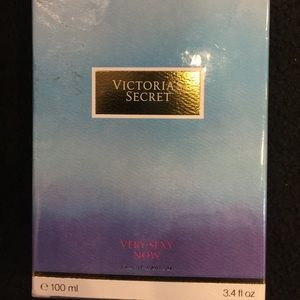 VICTORIA'S
SECRET
VERY SEXY
NOW
℮ 100 ml
3.4 fl oz